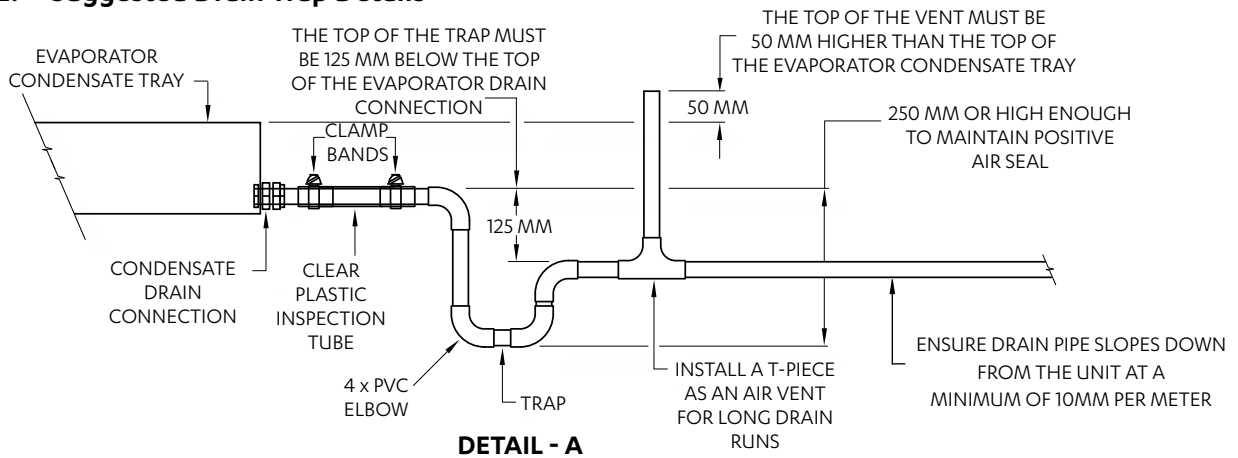 Suggested Drain Trap Details
EVAPORATOR
CONDENSATE TRAY
THE TOP OF THE TRAP MUST
BE 125 MM BELOW THE TOP
OF THE EVAPORATOR DRAIN
CONNECTION
THE TOP OF THE VENT MUST BE
50 MM HIGHER THAN THE TOP OF
THE EVAPORATOR CONDENSATE TRAY
50 MM
250 MM OR HIGH ENOUGH
TO MAINTAIN POSITIVE
AIR SEAL
CLAMP
BANDS
125 MM
CONDENSATE
DRAIN
CONNECTION
CLEAR
PLASTIC
INSPECTION
TUBE
4 x PVC
ELBOW
TRAP
INSTALL A T-PIECE
AS AN AIR VENT
FOR LONG DRAIN
RUNS
ENSURE DRAIN PIPE SLOPES DOWN
FROM THE UNIT AT A
MINIMUM OF 10MM PER METER
DETAIL - A